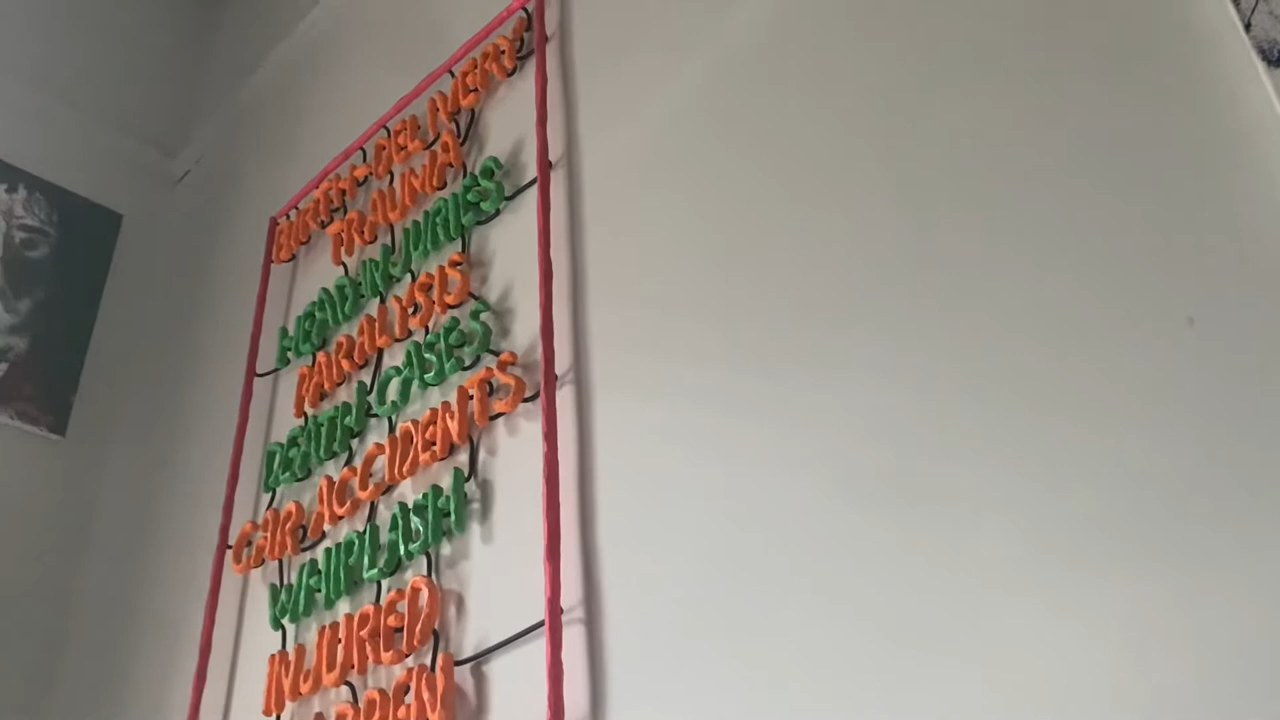 BIRTH-DELIVERY
TRAUMA
HEAD INJURIES
PARALYSIS
DEATH CASES
CAR ACCIDENTS
WHIPLASH
INJURED